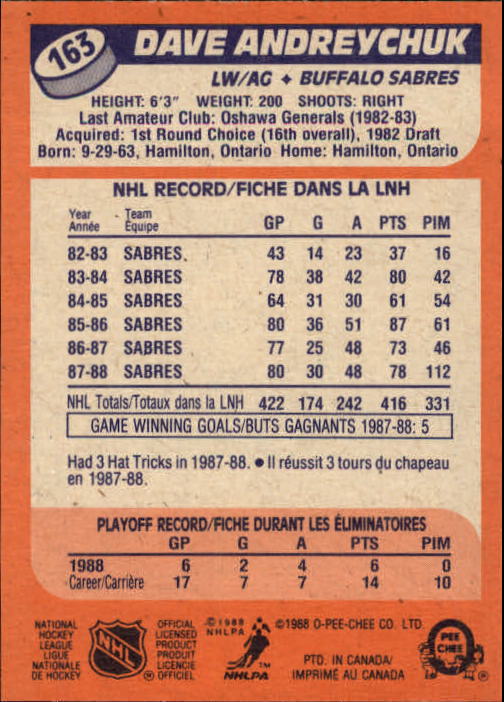 163
DAVE ANDREYCHUK
LW/AG ♦ BUFFALO SABRES
HEIGHT: 6'3" WEIGHT: 200 SHOOTS: RIGHT
Last Amateur Club: Oshawa Generals (1982-83)
Acquired: 1st Round Choice (16th overall), 1982 Draft
Born: 9-29-63, Hamilton, Ontario Home: Hamilton, Ontario
NHL RECORD/FICHE DANS LA LNH
Year Team
Année Équipe GP G A PTS PIM
82-83 SABRES 43 14 23 37 16
83-84 SABRES 78 38 42 80 42
84-85 SABRES 64 31 30 61 54
85-86 SABRES 80 36 51 87 61
86-87 SABRES 77 25 48 73 46
87-88 SABRES 80 30 48 78 112
NHL Totals/Totaux dans la LNH 422 174 242 416 331
GAME WINNING GOALS/BUTS GAGNANTS 1987-88: 5
Had 3 Hat Tricks in 1987-88. ● Il réussit 3 tours du chapeau
en 1987-88.
PLAYOFF RECORD/FICHE DURANT LES ÉLIMINATOIRES
GP G A PTS PIM
1988 6 2 4 6 0
Career/Carrière 17 7 7 14 10
NATIONAL
HOCKEY
LEAGUE
LIGUE
NATIONALE
DE HOCKEY
NHL
OFFICIAL
LICENSED
PRODUCT
PRODUIT
LICENCIE
® OFFICIEL
© 1988
NHLPA
NHLPA
TM
©1988 O-PEE-CHEE CO. LTD.
PTD. IN CANADA/
IMPRIMÉ AU CANADA
O
PEE
CHEE
®